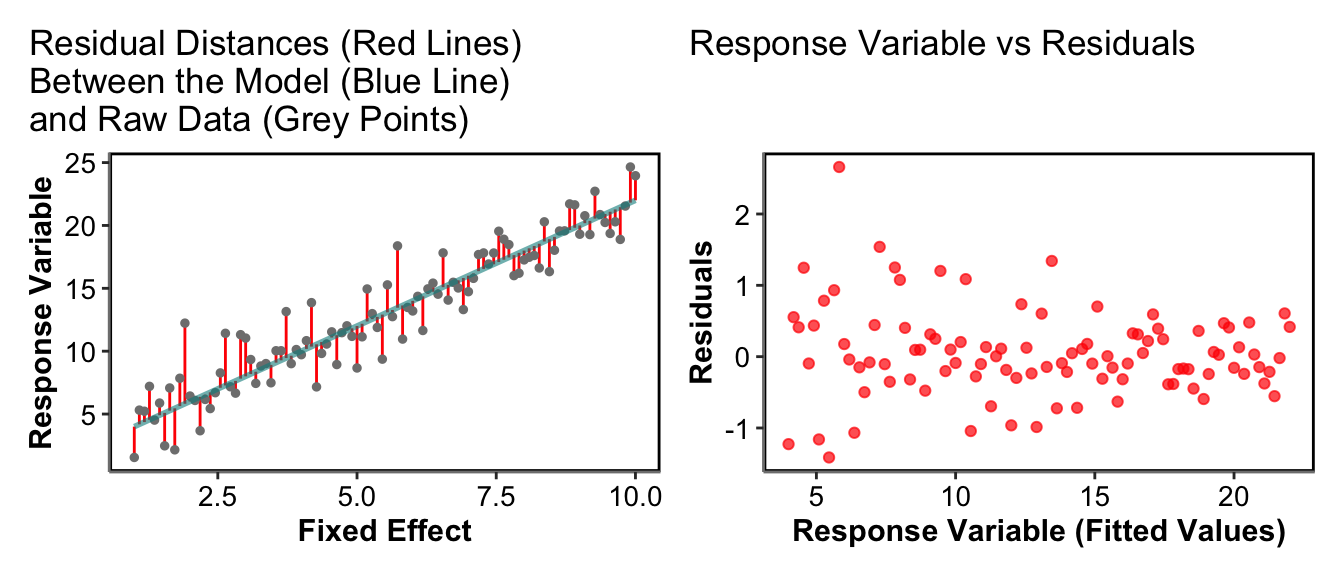 Residual Distances (Red Lines)
Between the Model (Blue Line)
and Raw Data (Grey Points)
25
20
15
10
5
Response Variable
2.5
5.0
7.5
10.0
Fixed Effect
Response Variable vs Residuals
2
1
0
-1
Residuals
5
10
15
20
Response Variable (Fitted Values)